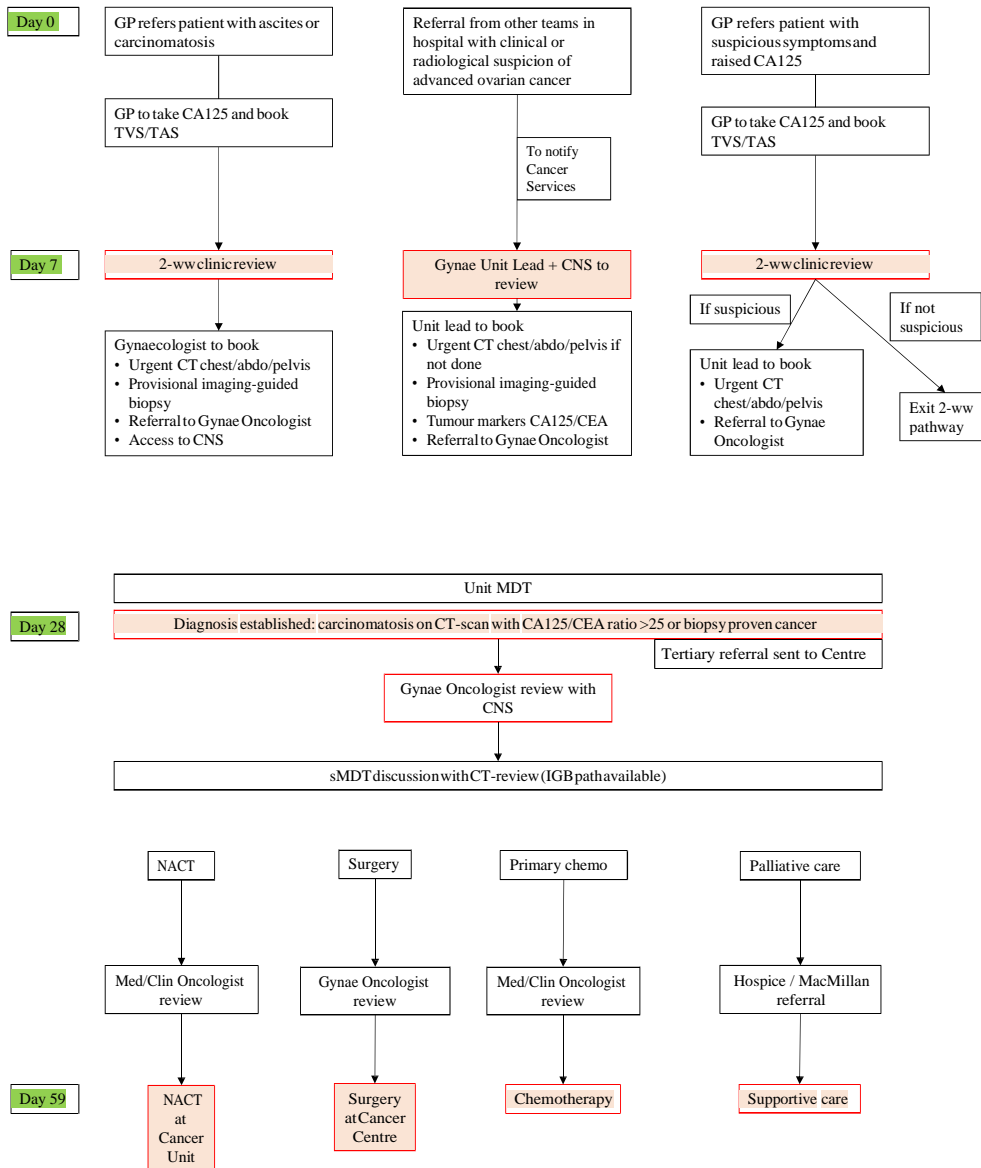 Day 0
GP refers patient with ascites or
carcinomatosis
Referral from other teams in
hospital with clinical or
radiological suspicion of
advanced ovarian cancer
GP refers patient with
suspicious symptoms and
raised CA125
GP to take CA125 and book
TVS/TAS
To notify
Cancer
Services
GP to take CA125 and book
TVS/TAS
Day 7
2-ww clinic review
Gynae Unit Lead + CNS to
review
2-ww clinic review
If suspicious
If not
suspicious
Gynaecologist to book
• Urgent CT chest/abdo/pelvis
• Provisional imaging-guided
biopsy
• Referral to Gynae Oncologist
• Access to CNS
Unit lead to book
• Urgent CT chest/abdo/pelvis if
not done
• Provisional imaging-guided
biopsy
• Tumour markers CA125/CEA
• Referral to Gynae Oncologist
Unit lead to book
• Urgent CT
chest/abdo/pelvis
• Referral to Gynae
Oncologist
Exit 2-ww
pathway
Unit MDT
Day 28
Diagnosis established: carcinomatosis on CT-scan with CA125/CEA ratio >25 or biopsy proven cancer
Tertiary referral sent to Centre
Gynae Oncologist review with
CNS
sMDT discussion with CT-review (IGB path available)
NACT
Surgery
Primary chemo
Palliative care
Med/Clin Oncologist
review
Gynae Oncologist
review
Med/Clin Oncologist
review
Hospice / MacMillan
referral
Day 59
NACT
at
Cancer
Unit
Surgery
at Cancer
Centre
Chemotherapy
Supportive care